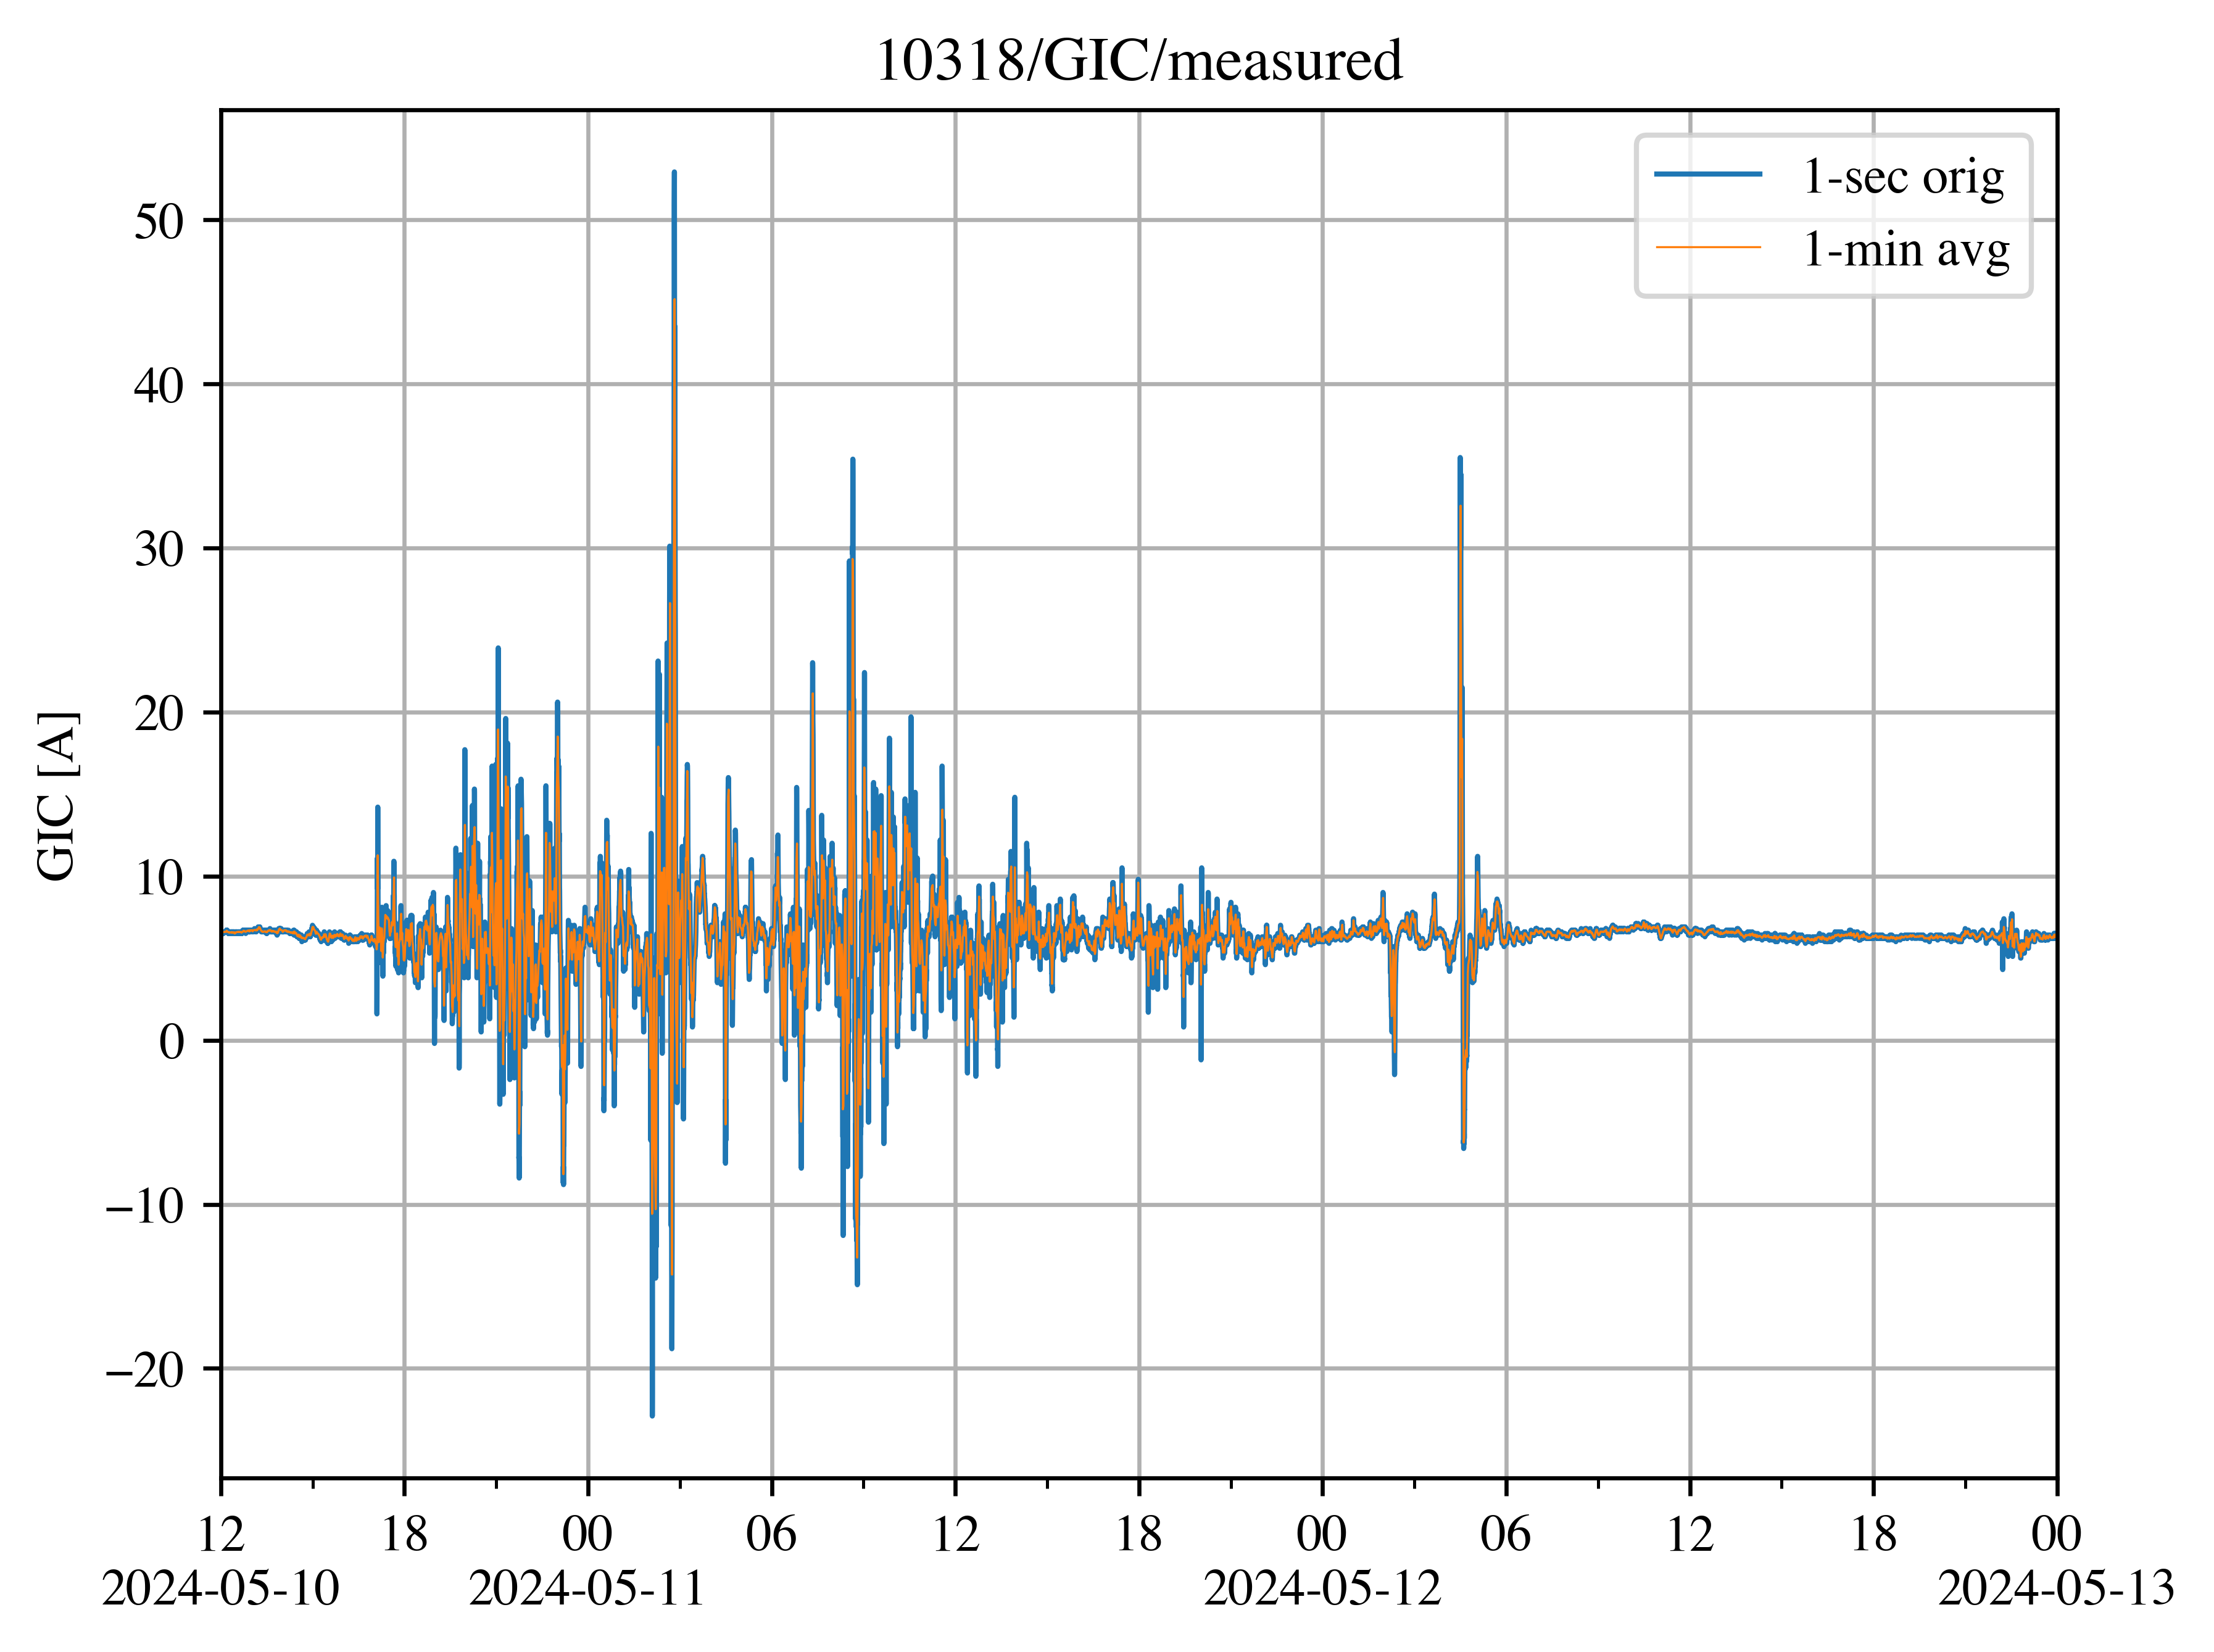 10318/GIC/measured
1-sec orig
1-min avg
GIC [A]
50
40
30
20
10
0
−10
−20
12 18 00 06 12 18 00 06 12 18 00
2024-05-10 2024-05-11 2024-05-12 2024-05-13